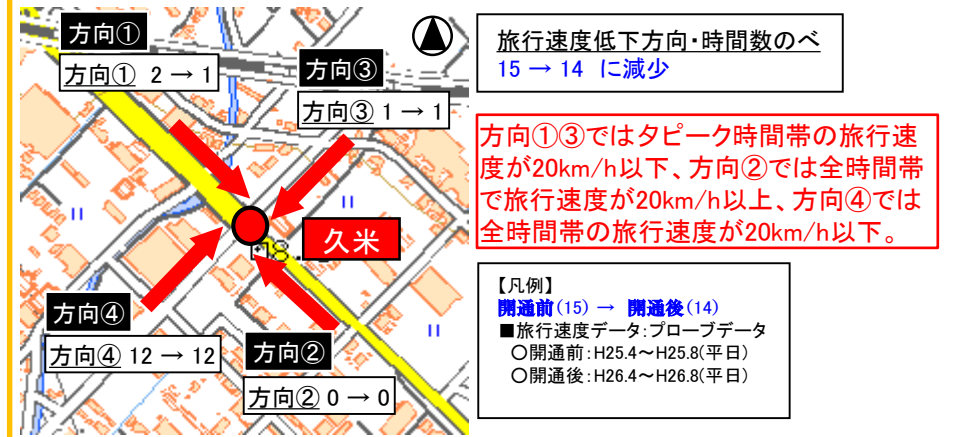 方向①
方向① 2 → 1
方向③
方向③ 1 → 1
久米
18.
方向④
方向④ 12 → 12
方向②
方向② 0 → 0
旅行速度低下方向・時間数のべ
15 → 14 に減少
方向①③では夕ピーク時間帯の旅行速
度が20km/h以下、方向②では全時間帯
で旅行速度が20km/h以上、方向④では
全時間帯の旅行速度が20km/h以下。
【凡例】
開通前(15) → 開通後(14)
■旅行速度データ:プローブデータ
○開通前:H25.4～H25.8(平日)
○開通後:H26.4～H26.8(平日)